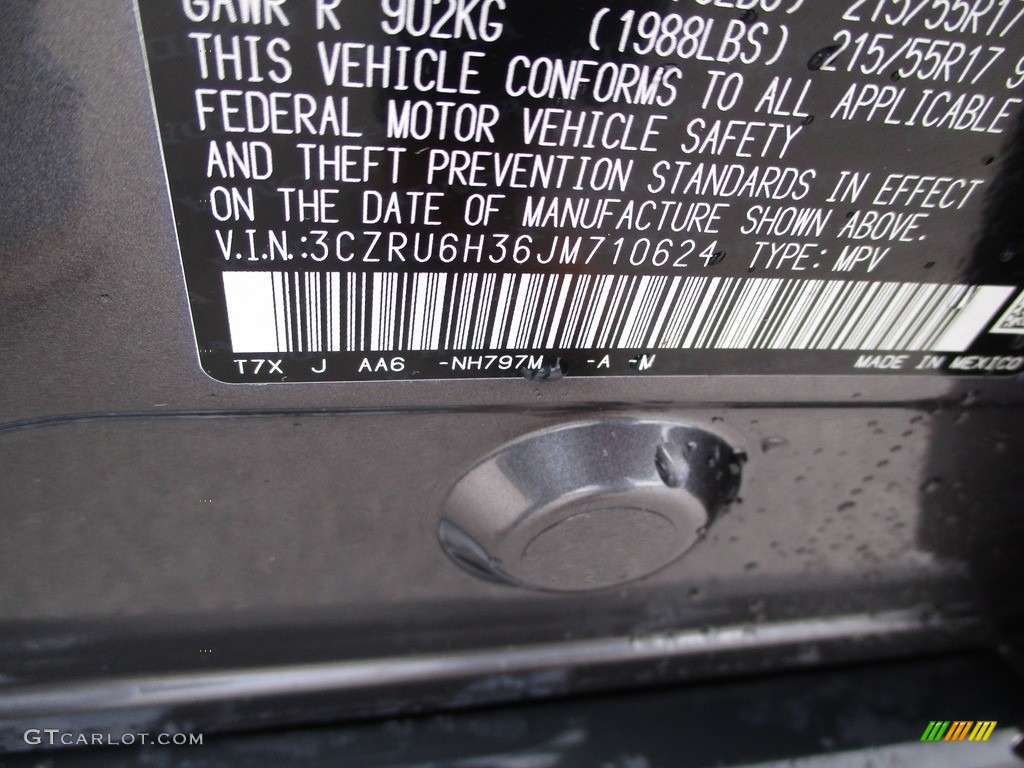 215/55R17
GAWR R 902KG (1988LBS) 215/55R17
THIS VEHICLE CONFORMS TO ALL APPLICABLE
FEDERAL MOTOR VEHICLE SAFETY
AND THEFT PREVENTION STANDARDS IN EFFECT
ON THE DATE OF MANUFACTURE SHOWN ABOVE.
V.I.N.:3CZRU6H36JM710624 TYPE: MPV
T7X J AA6 -NH797M -A -N MADE IN MEXICO
GTCARLOT.COM